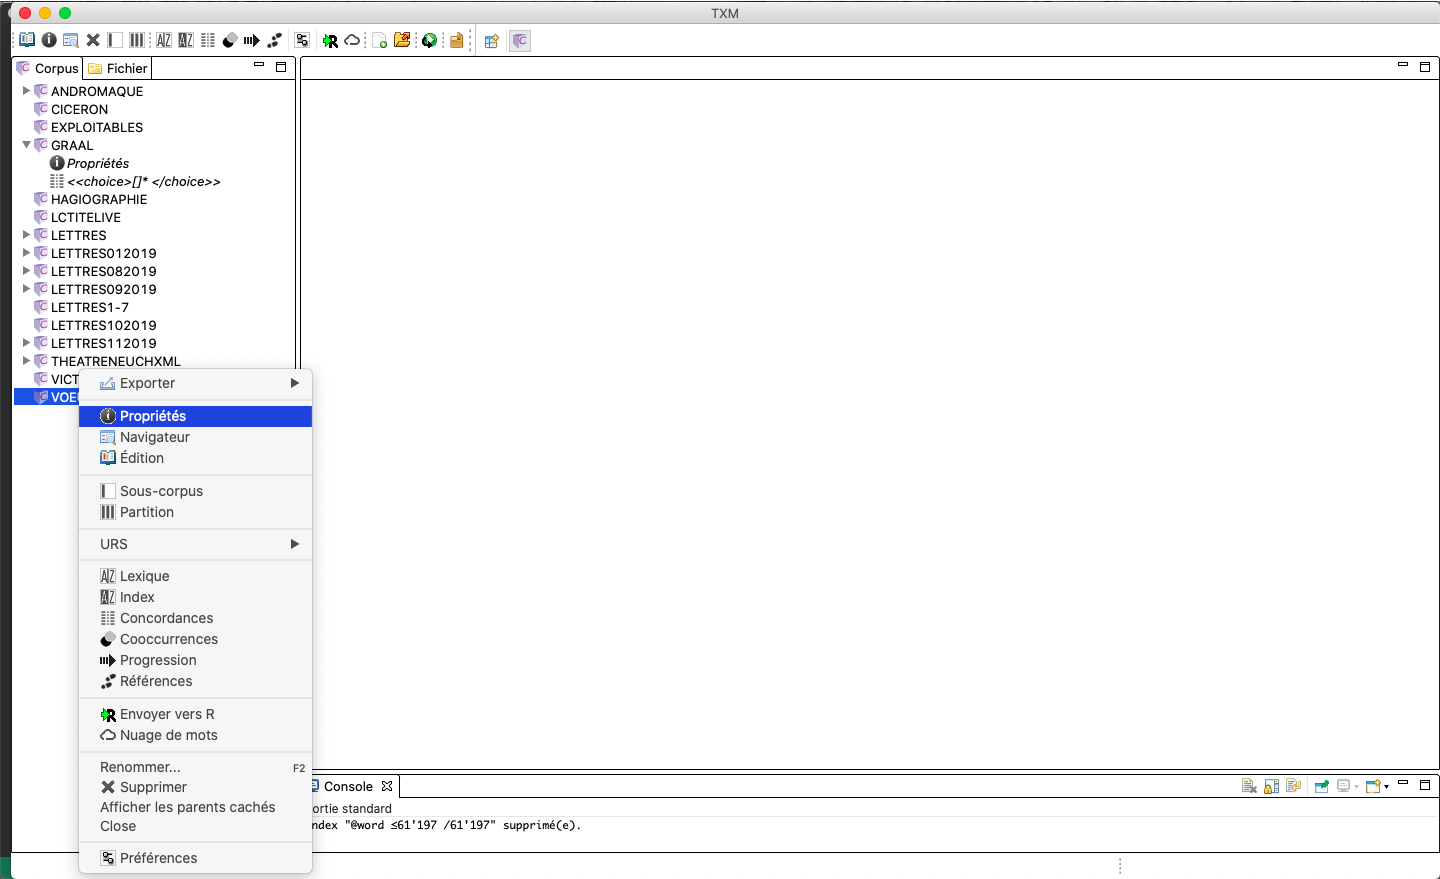 TXM
Corpus
Fichier
ANDROMAQUE
CICERON
EXPLOITABLES
GRAAL
Propriétés
<<choice>[]* </choice>>
HAGIOGRAPHIE
LCTITELIVE
LETTRES
LETTRES012019
LETTRES082019
LETTRES092019
LETTRES1-7
LETTRES102019
LETTRES112019
THEATRENEUCHXML
VICT
VOE
Exporter
Propriétés
Navigateur
Édition
Sous-corpus
Partition
URS
Lexique
Index
Concordances
Cooccurrences
Progression
Références
Envoyer vers R
Nuage de mots
Renommer... F2
Supprimer
Afficher les parents cachés
Close
Préférences
Console
ortie standard
ndex "@word ≤61'197 /61'197" supprimé(e).